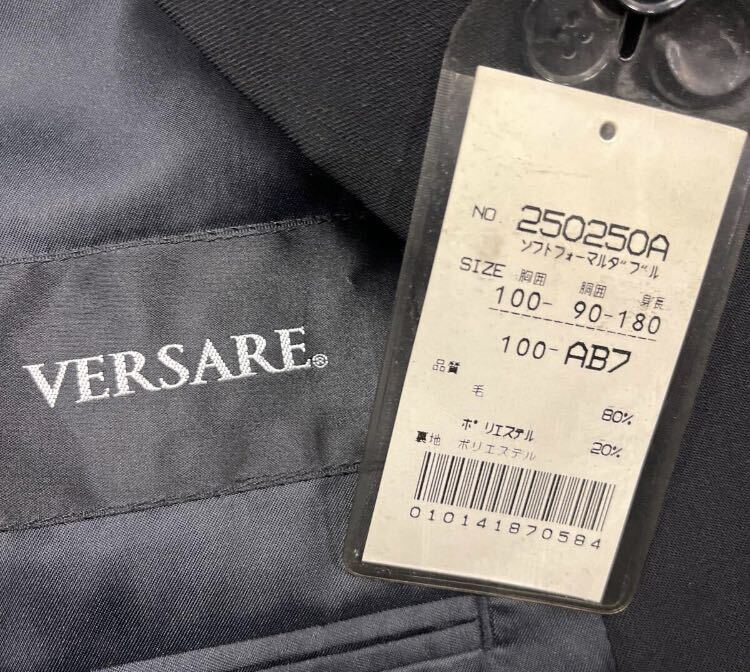 VERSARE®
NO. 250250A
ソフトフォーマルダブル
SIZE 胸囲 胴囲 身長
100- 90-180
100-AB7
品質
毛 80%
ポリエステル 20%
裏地 ポリエステル
010141870584